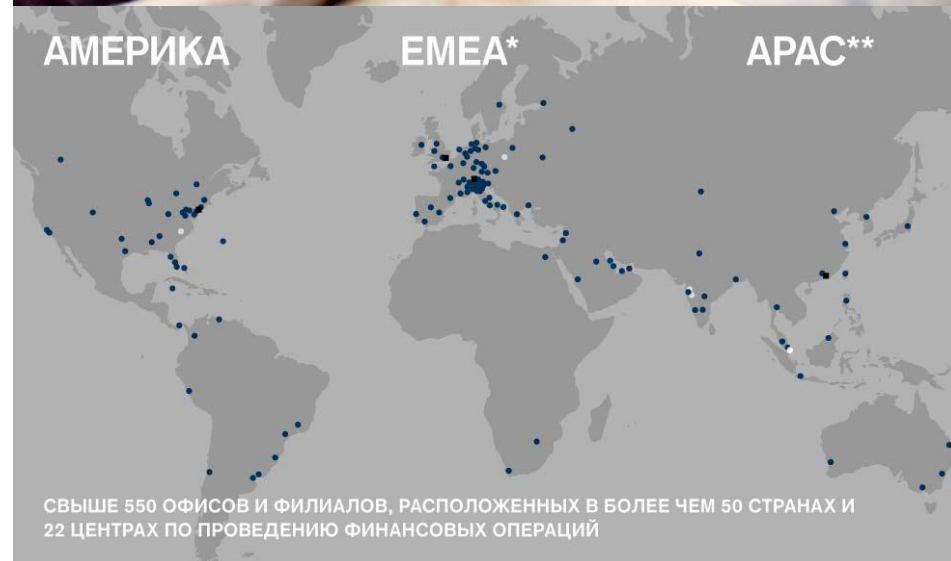 АМЕРИКА
EMEA*
APAC**
СВЫШЕ 550 ОФИСОВ И ФИЛИАЛОВ, РАСПОЛОЖЕННЫХ В БОЛЕЕ ЧЕМ 50 СТРАНАХ И
22 ЦЕНТРАХ ПО ПРОВЕДЕНИЮ ФИНАНСОВЫХ ОПЕРАЦИЙ